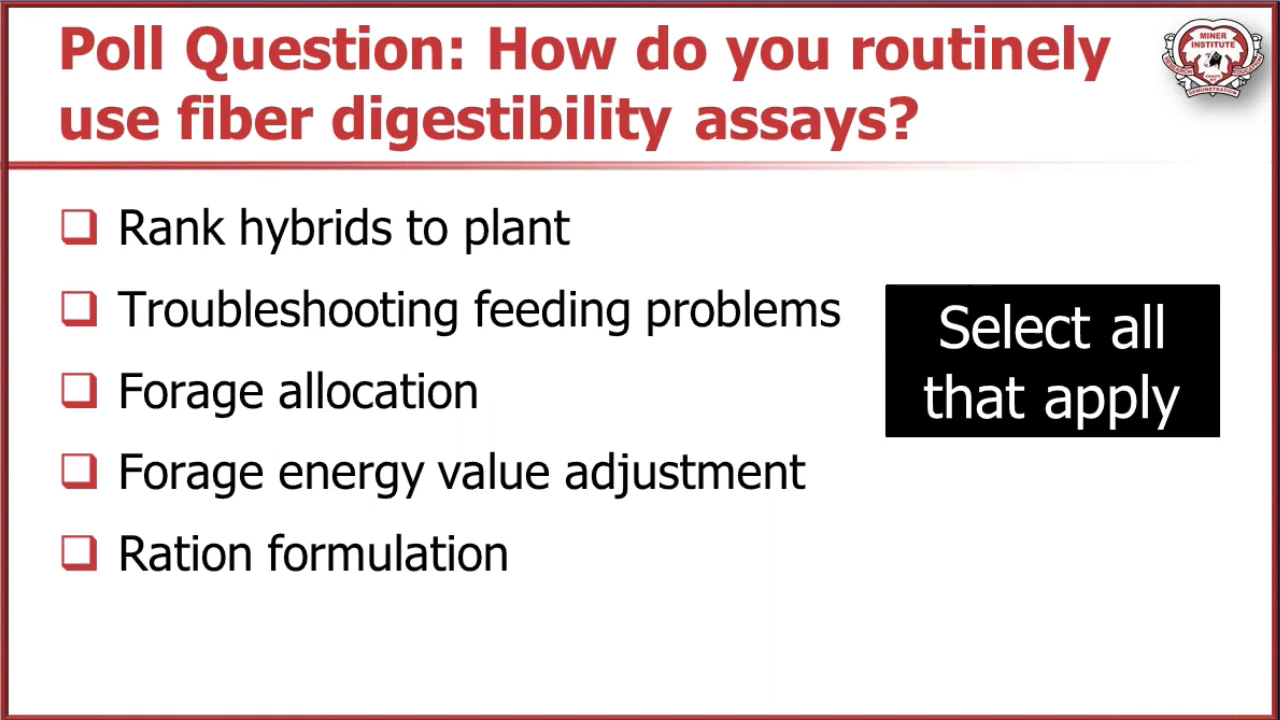 Poll Question: How do you routinely
use fiber digestibility assays?
MINER
INSTITUTE
DEMONSTRATION
Rank hybrids to plant
Troubleshooting feeding problems
Forage allocation
Forage energy value adjustment
Ration formulation
Select all
that apply